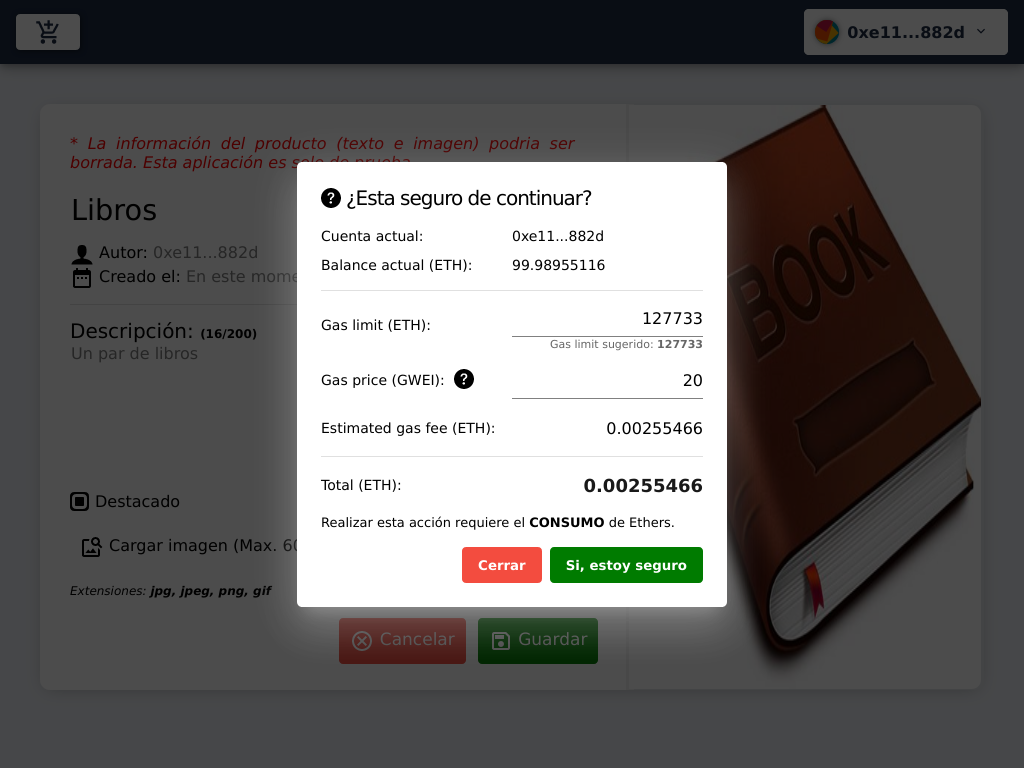 0xe11...882d
* La información del producto (texto e imagen) podria ser
borrada. Esta aplicación es solo de prueba.
Libros
Autor: 0xe11...882d
Creado el: En este mome
Descripción: (16/200)
Un par de libros
Destacado
Cargar imagen (Max. 60
Extensiones: jpg, jpeg, png, gif
Cancelar
Guardar
BOOK
¿Esta seguro de continuar?
Cuenta actual: 0xe11...882d
Balance actual (ETH): 99.98955116
Gas limit (ETH): 127733
Gas limit sugerido: 127733
Gas price (GWEI): ? 20
Estimated gas fee (ETH): 0.00255466
Total (ETH): 0.00255466
Realizar esta acción requiere el CONSUMO de Ethers.
Cerrar
Si, estoy seguro